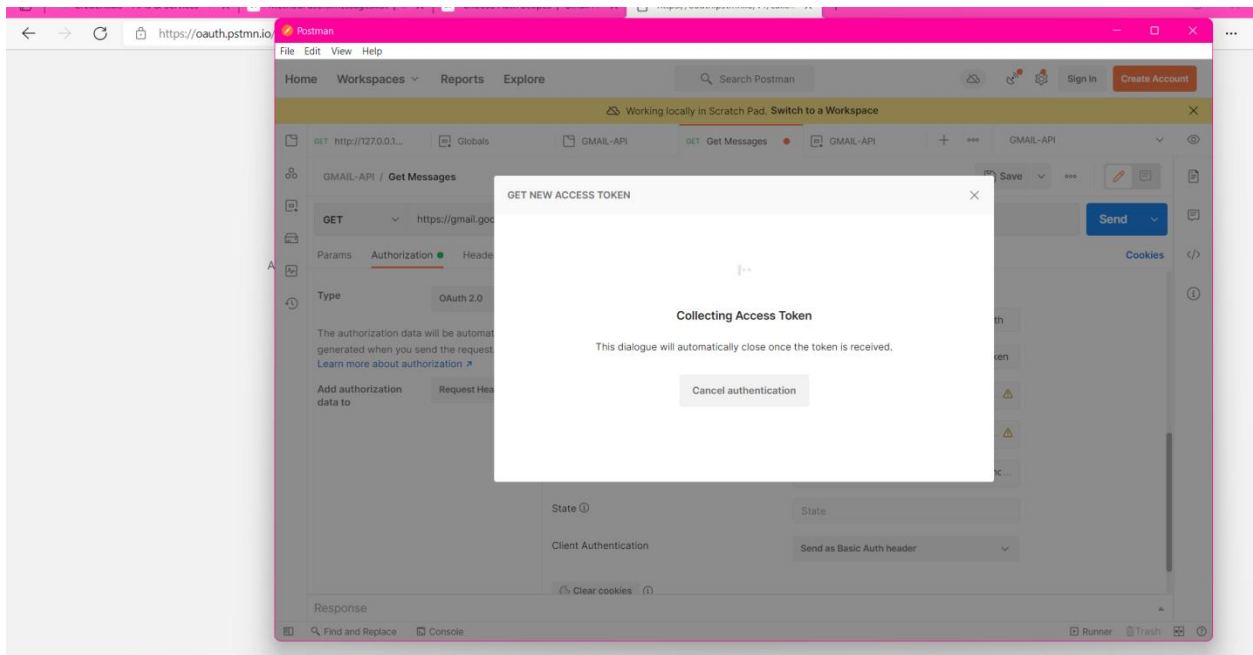 https://oauth.pstmn.io/
Postman
File Edit View Help
Home Workspaces Reports Explore Search Postman Sign In Create Account
Working locally in Scratch Pad. Switch to a Workspace
GET http://127.0.0.1... Globals GMAIL-API GET Get Messages GMAIL-API GMAIL-API
GMAIL-API / Get Messages Save
GET NEW ACCESS TOKEN
GET https://gmail.goo Send
Params Authorization Heade Cookies
A
Type OAuth 2.0
Collecting Access Token
th
The authorization data will be automat
generated when you send the request.
Learn more about authorization
This dialogue will automatically close once the token is received.
ken
Add authorization
data to
Request Hea
Cancel authentication
State State
Client Authentication Send as Basic Auth header
Clear cookies
Response
Find and Replace Console Runner Trash